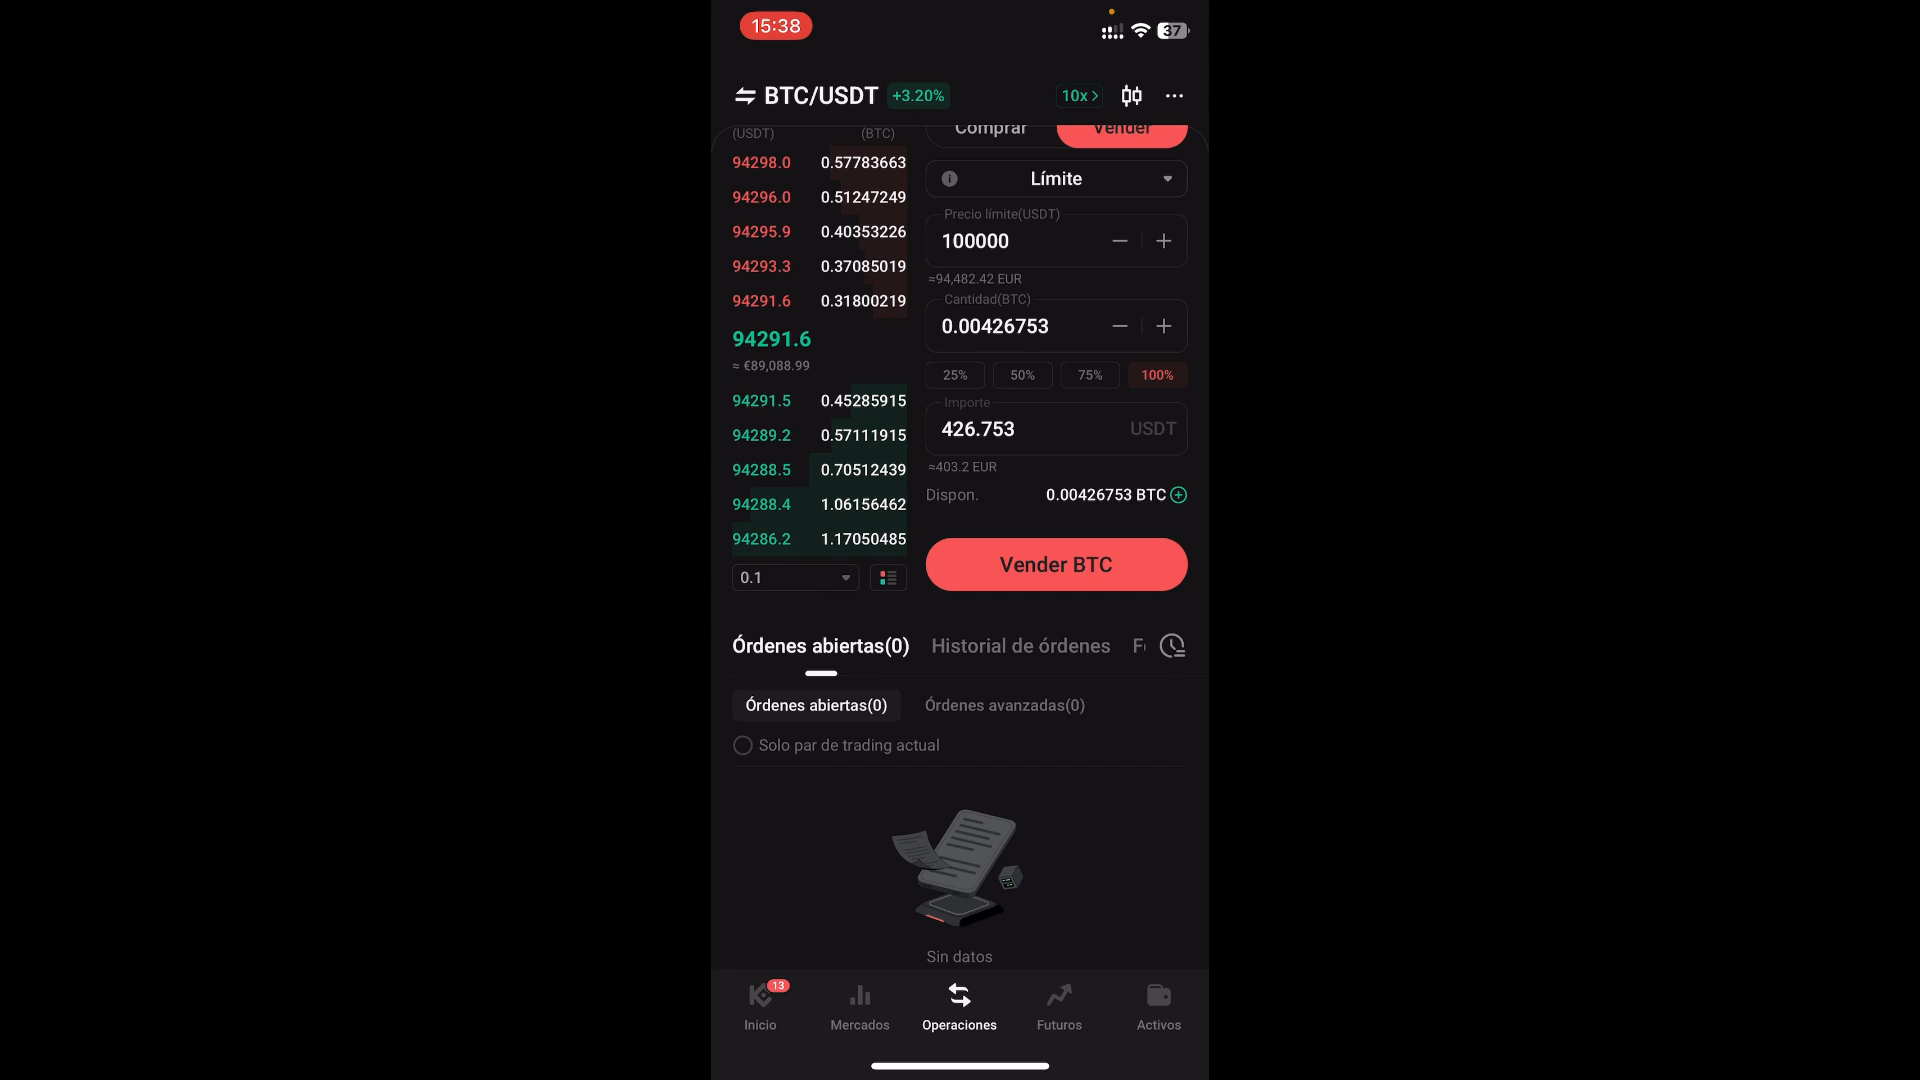 15:38
37
BTC/USDT +3.20%
10x
(USDT) (BTC)
94298.0 0.57783663
94296.0 0.51247249
94295.9 0.40353226
94293.3 0.37085019
94291.6 0.31800219
94291.6
≈ €89,088.99
94291.5 0.45285915
94289.2 0.57111915
94288.5 0.70512439
94288.4 1.06156462
94286.2 1.17050485
0.1
Comprar Vender
Límite
Precio límite(USDT)
100000
≈94,482.42 EUR
Cantidad(BTC)
0.00426753
25% 50% 75% 100%
Importe
426.753 USDT
≈403.2 EUR
Dispon. 0.00426753 BTC
Vender BTC
Órdenes abiertas(0) Historial de órdenes
Órdenes abiertas(0) Órdenes avanzadas(0)
Solo par de trading actual
Sin datos
13
Inicio Mercados Operaciones Futuros Activos